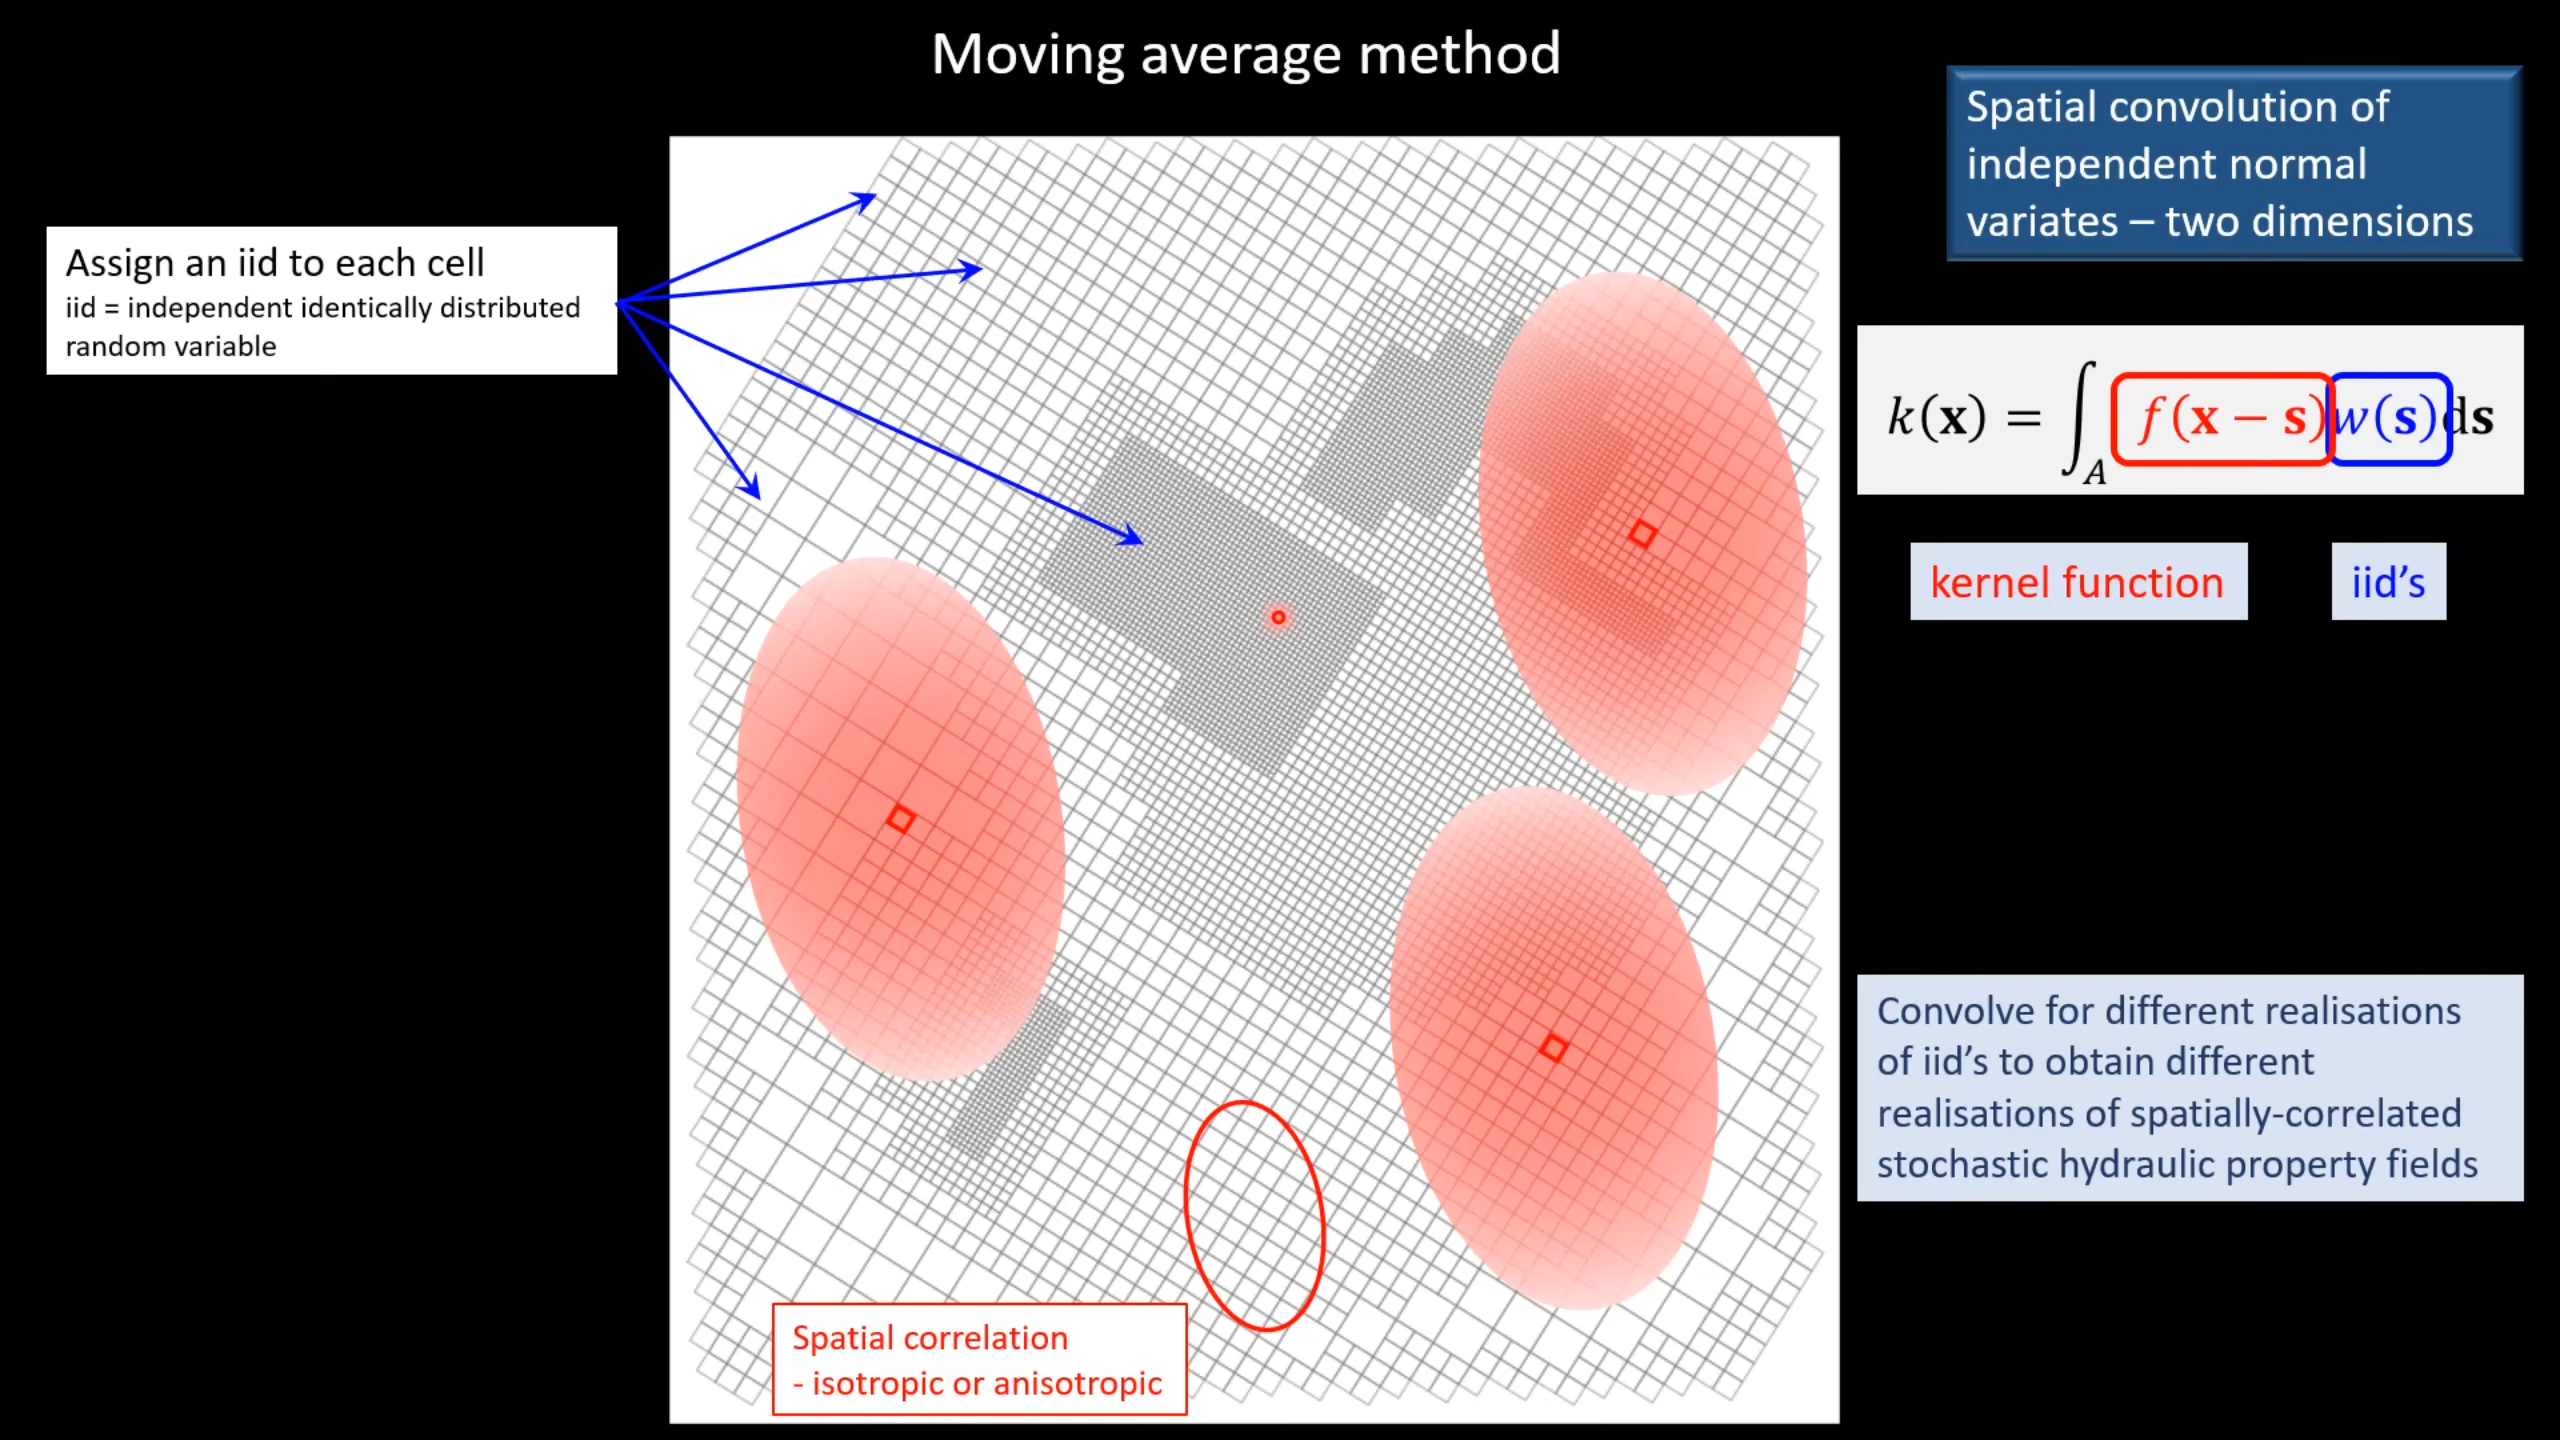 Moving average method
Spatial convolution of
independent normal
variates – two dimensions
Assign an iid to each cell
iid = independent identically distributed
random variable
k(x) = ∫_A f(x − s)w(s)ds
kernel function
iid’s
Convolve for different realisations
of iid’s to obtain different
realisations of spatially-correlated
stochastic hydraulic property fields
Spatial correlation
- isotropic or anisotropic